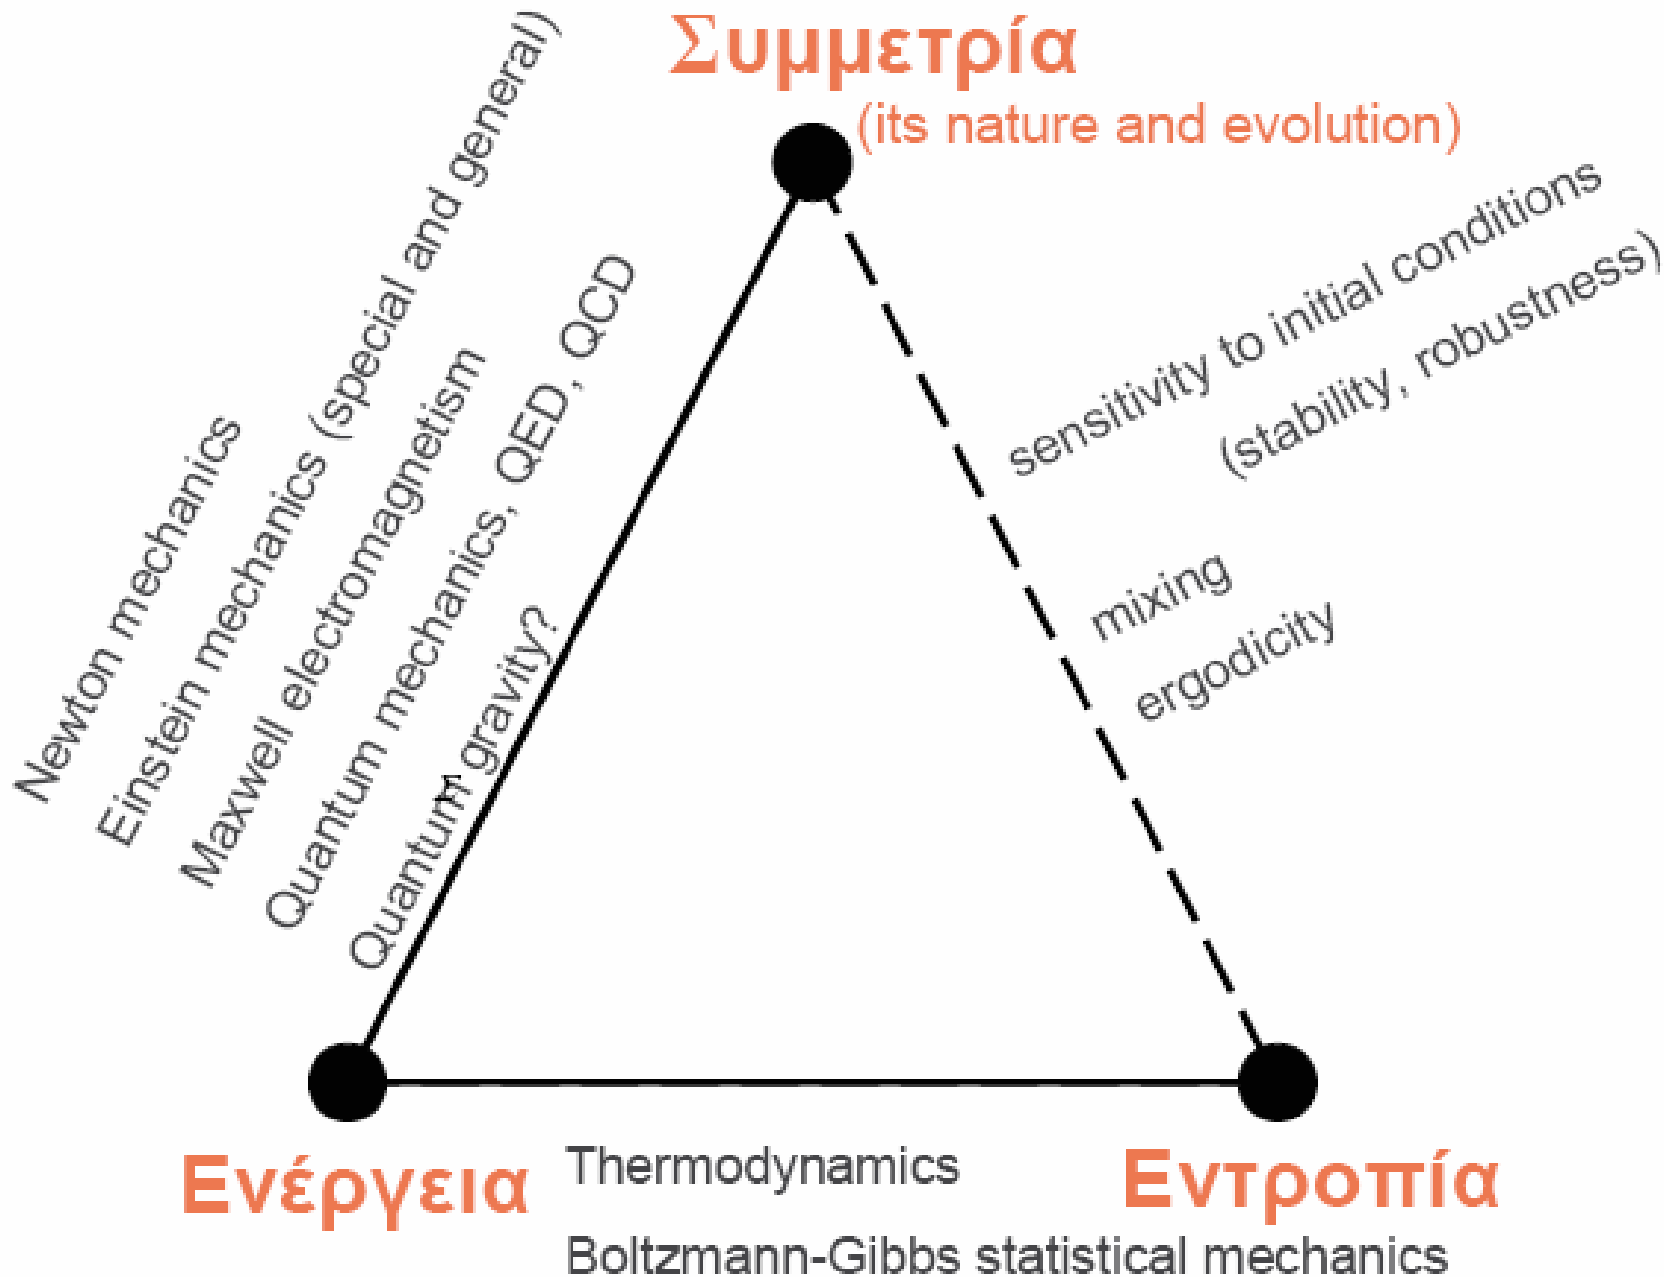 Συμμετρία
(its nature and evolution)
Newton mechanics
Einstein mechanics (special and general)
Maxwell electromagnetism
Quantum mechanics, QED, QCD
Quantum gravity?
sensitivity to initial conditions
(stability, robustness)
mixing
ergodicity
Ενέργεια
Thermodynamics
Boltzmann-Gibbs statistical mechanics
Εντροπία